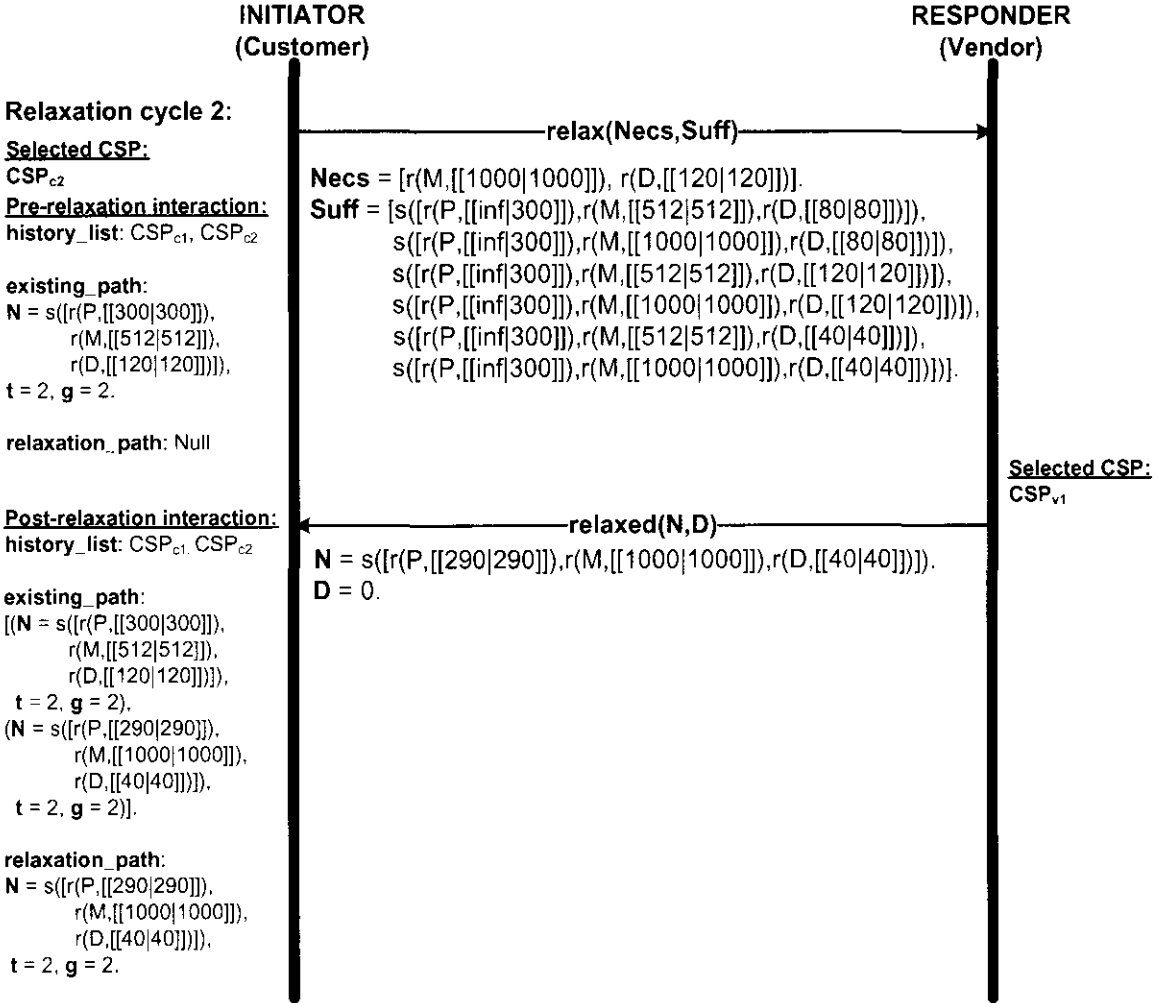 INITIATOR
(Customer)
RESPONDER
(Vendor)
Relaxation cycle 2:
Selected CSP:
CSPc2
Pre-relaxation interaction:
history_list: CSPc1, CSPc2
existing_path:
N = s([r(P,[[300|300]]),
r(M,[[512|512]]),
r(D,[[120|120]])]),
t = 2, g = 2.
relaxation_path: Null
relax(Necs,Suff)
Necs = [r(M,[[1000|1000]]), r(D,[[120|120]])].
Suff = [s([r(P,[[inf|300]]),r(M,[[512|512]]),r(D,[[80|80]])]),
s([r(P,[[inf|300]]),r(M,[[1000|1000]]),r(D,[[80|80]])]),
s([r(P,[[inf|300]]),r(M,[[512|512]]),r(D,[[120|120]])]),
s([r(P,[[inf|300]]),r(M,[[1000|1000]]),r(D,[[120|120]])]),
s([r(P,[[inf|300]]),r(M,[[512|512]]),r(D,[[40|40]])]),
s([r(P,[[inf|300]]),r(M,[[1000|1000]]),r(D,[[40|40]])])].
Selected CSP:
CSPv1
Post-relaxation interaction:
history_list: CSPc1, CSPc2
existing_path:
[(N = s([r(P,[[300|300]]),
r(M,[[512|512]]),
r(D,[[120|120]])]),
t = 2, g = 2),
(N = s([r(P,[[290|290]]),
r(M,[[1000|1000]]),
r(D,[[40|40]])]),
t = 2, g = 2)].
relaxation_path:
N = s([r(P,[[290|290]]),
r(M,[[1000|1000]]),
r(D,[[40|40]])]),
t = 2, g = 2.
relaxed(N,D)
N = s([r(P,[[290|290]]),r(M,[[1000|1000]]),r(D,[[40|40]])]).
D = 0.